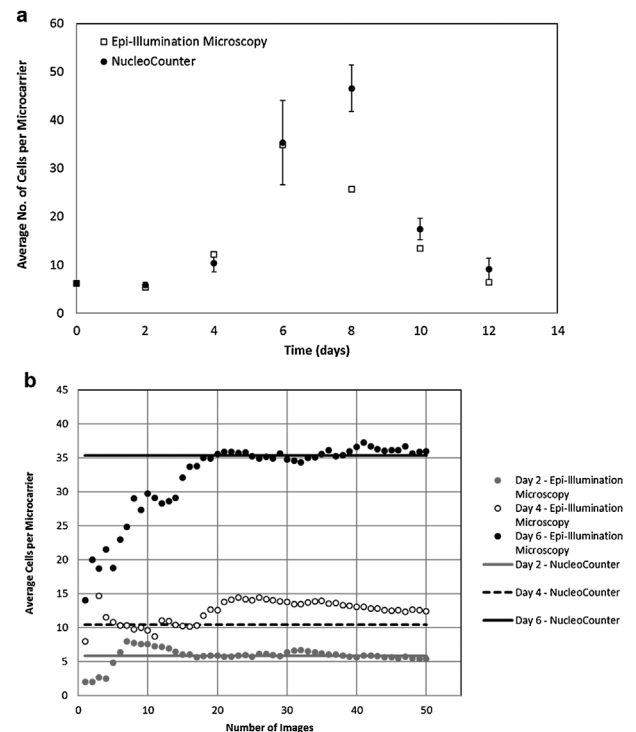 a
60
Epi-Illumination Microscopy
NucleoCounter
50
40
30
20
10
0
Average No. of Cells per Microcarrier
0 2 4 6 8 10 12 14
Time (days)
b
45
40
35
30
25
20
15
10
5
0
Average Cells per Microcarrier
0 10 20 30 40 50
Number of Images
Day 2 - Epi-Illumination
Microscopy
Day 4 - Epi-Illumination
Microscopy
Day 6 - Epi-Illumination
Microscopy
Day 2 - NucleoCounter
Day 4 - NucleoCounter
Day 6 - NucleoCounter